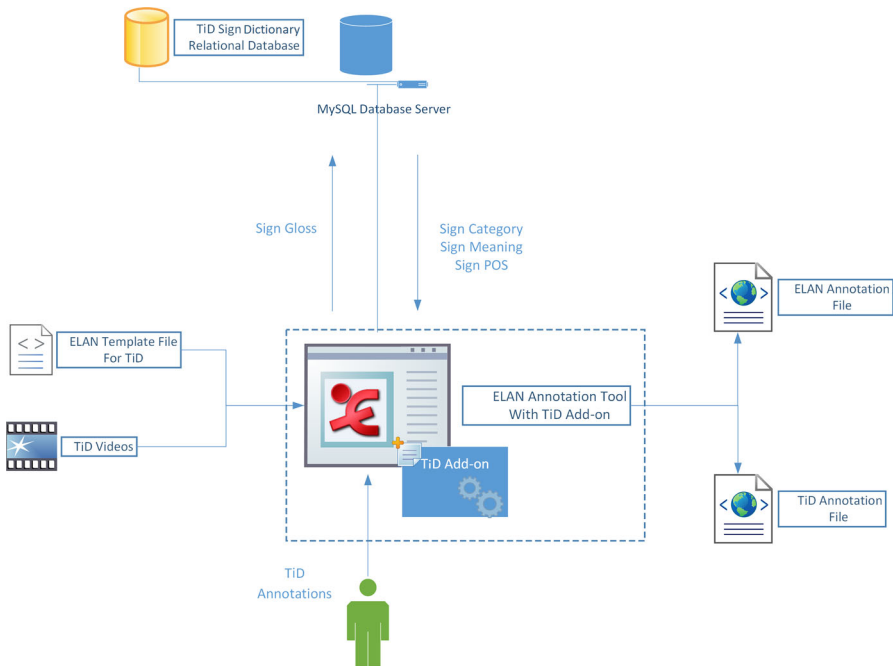 TiD Sign Dictionary
Relational Database
MySQL Database Server
Sign Gloss
Sign Category
Sign Meaning
Sign POS
ELAN Template File
For TiD
TiD Videos
ELAN Annotation Tool
With TiD Add-on
TiD Add-on
ELAN Annotation
File
TiD Annotation
File
TiD
Annotations